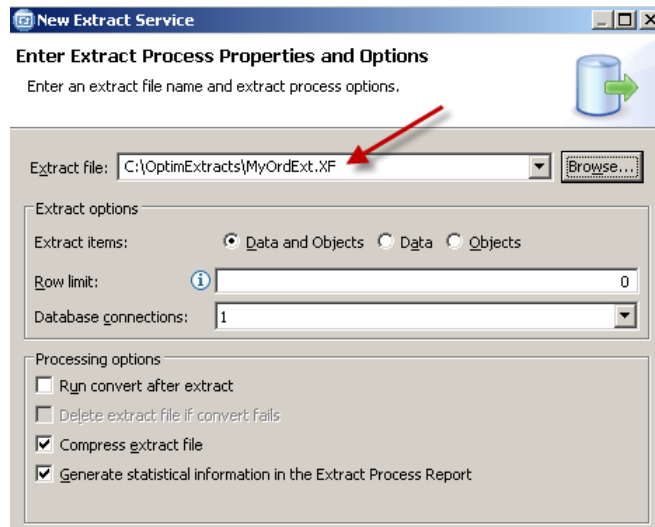 New Extract Service
Enter Extract Process Properties and Options
Enter an extract file name and extract process options.
Extract file: C:\OptimExtracts\MyOrdExt.XF Browse...
Extract options
Extract items: Data and Objects Data Objects
Row limit: 0
Database connections: 1
Processing options
Run convert after extract
Delete extract file if convert fails
Compress extract file
Generate statistical information in the Extract Process Report